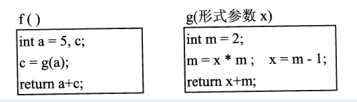 f ( )
int a = 5, c;
c = g(a);
return a+c;
g(形式参数 x)
int m = 2;
m = x * m ;    x = m - 1;
return x+m;